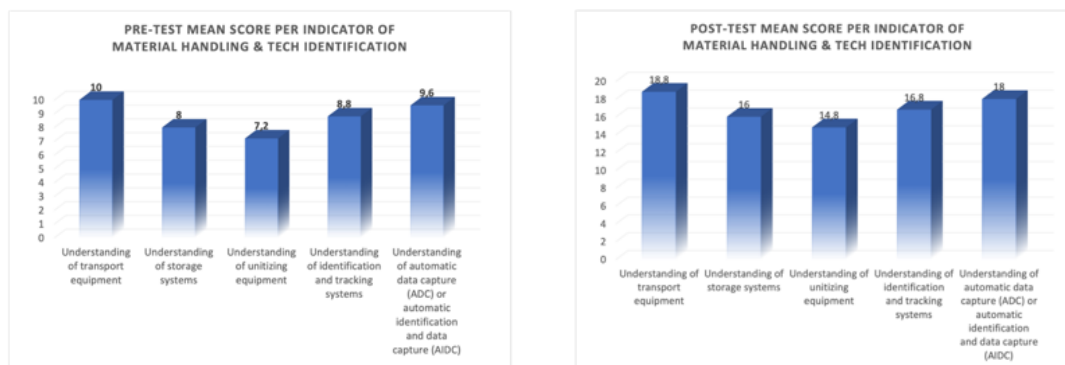 PRE-TEST MEAN SCORE PER INDICATOR OF
MATERIAL HANDLING & TECH IDENTIFICATION
10
8
7.2
8.8
9.6
10
9
8
7
6
5
4
3
2
1
0
Understanding
of transport
equipment
Understanding
of storage
systems
Understanding
of unitizing
equipment
Understanding
of identification
and tracking
systems
Understanding
of automatic
data capture
(ADC) or
automatic
identification
and data
capture (AIDC)
POST-TEST MEAN SCORE PER INDICATOR OF
MATERIAL HANDLING & TECH IDENTIFICATION
18.8
16
14.8
16.8
18
20
18
16
14
12
10
8
6
4
2
0
Understanding of
transport
equipment
Understanding
of storage systems
Understanding of
unitizing
equipment
Understanding
of identification
and tracking
systems
Understanding of
automatic data
capture (ADC) or
automatic
identification
and data capture
(AIDC)